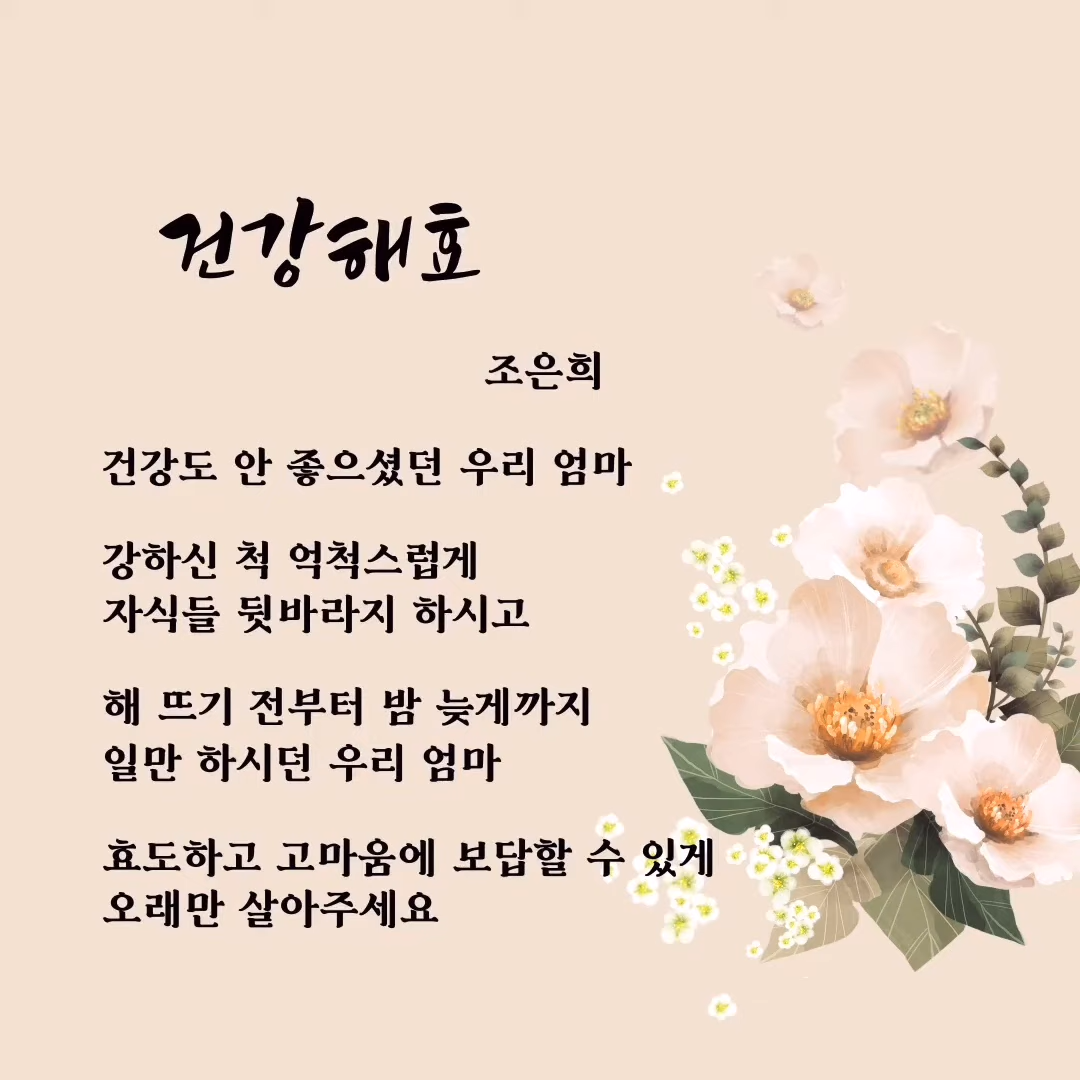 건강해효
조은희
건강도 안 좋으셨던 우리 엄마
강하신 척 억척스럽게
자식들 뒷바라지 하시고
해 뜨기 전부터 밤 늦게까지
일만 하시던 우리 엄마
효도하고 고마움에 보답할 수 있게
오래만 살아주세요